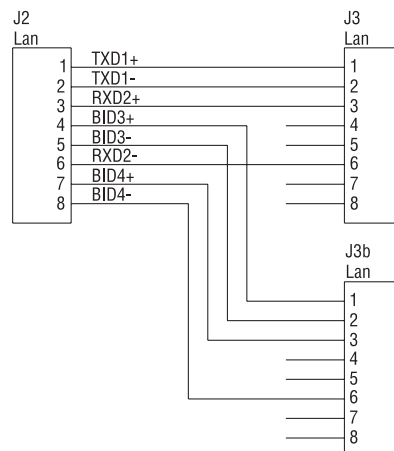 J2
Lan
1 TXD1+
2 TXD1-
3 RXD2+
4 BID3+
5 BID3-
6 RXD2-
7 BID4+
8 BID4-
J3
Lan
1
2
3
4
5
6
7
8
J3b
Lan
1
2
3
4
5
6
7
8